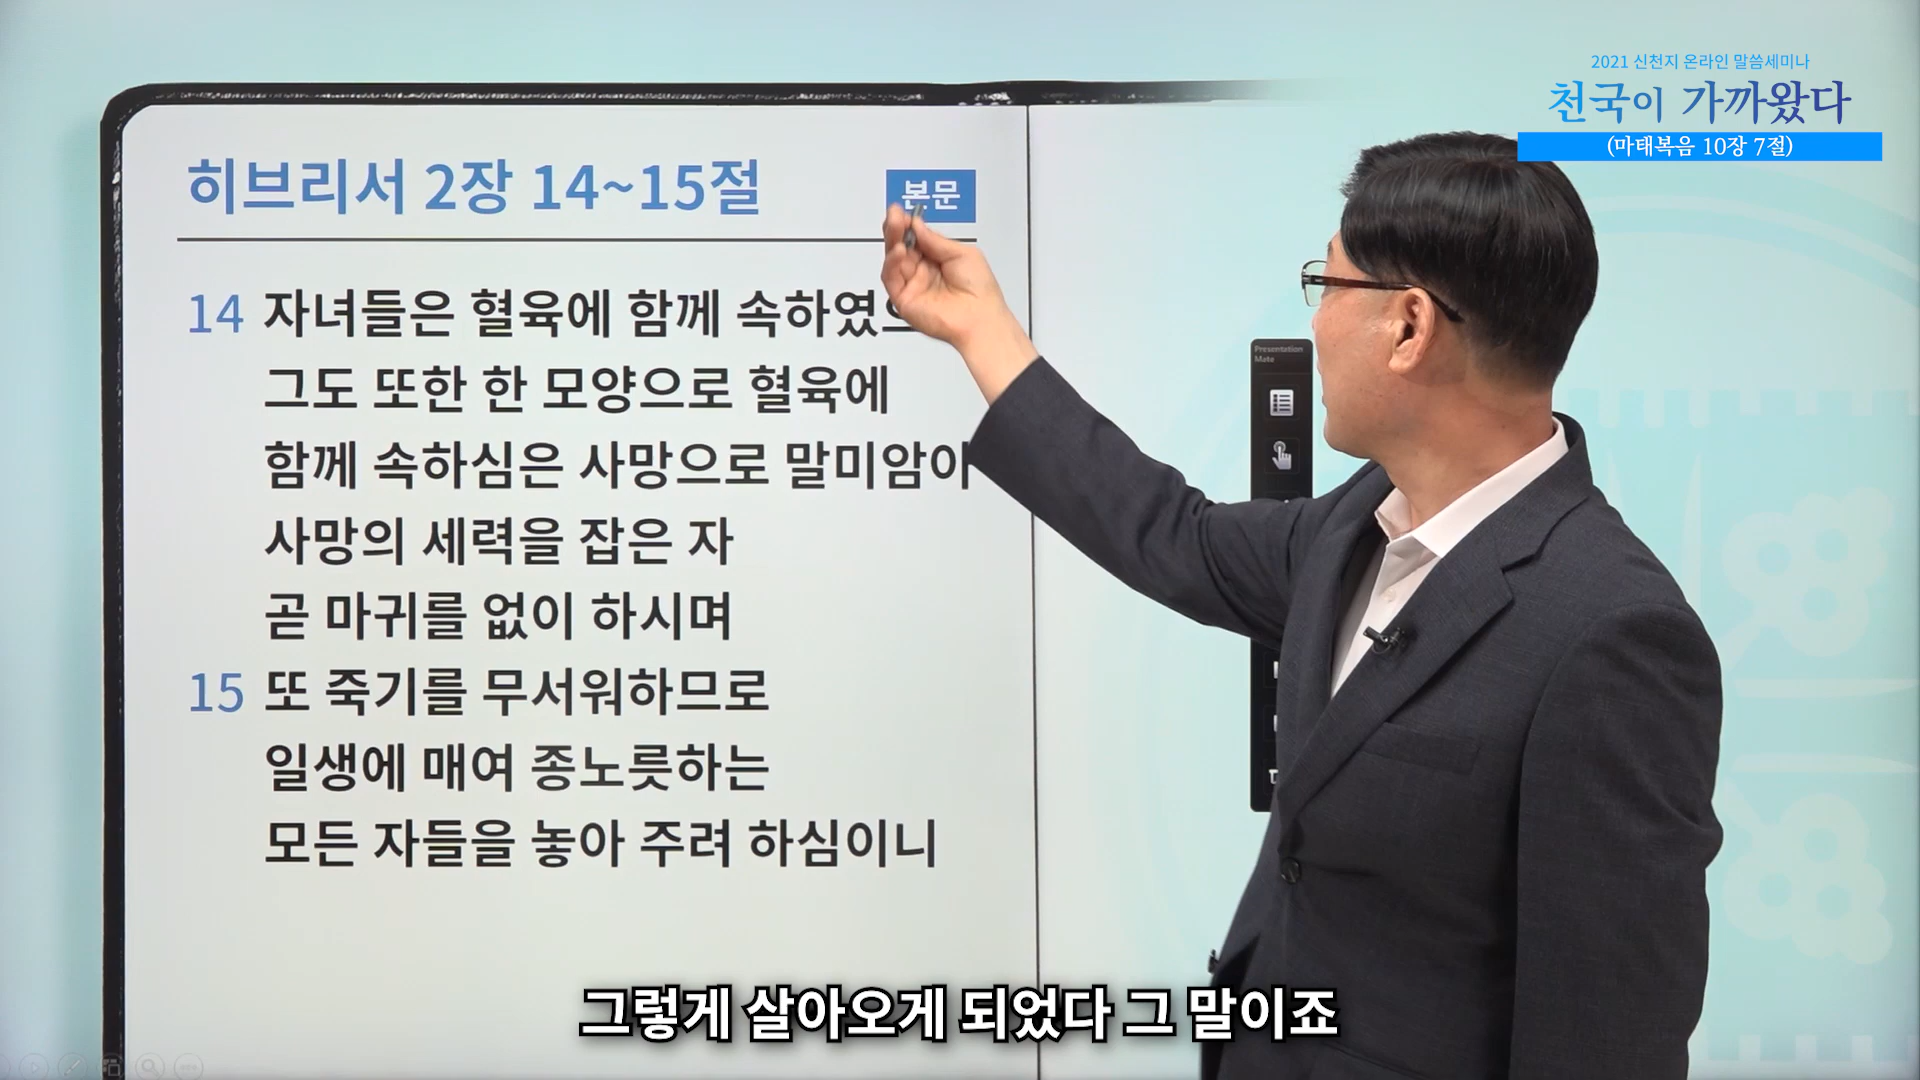 2021 신천지 온라인 말씀세미나
천국이 가까왔다
(마태복음 10장 7절)
히브리서 2장 14~15절
본문
14 자녀들은 혈육에 함께 속하였으
그도 또한 한 모양으로 혈육에
함께 속하심은 사망으로 말미암아
사망의 세력을 잡은 자
곧 마귀를 없이 하시며
15 또 죽기를 무서워하므로
일생에 매여 종노릇하는
모든 자들을 놓아 주려 하심이니
Presentation
Mate
그렇게 살아오게 되었다 그 말이죠